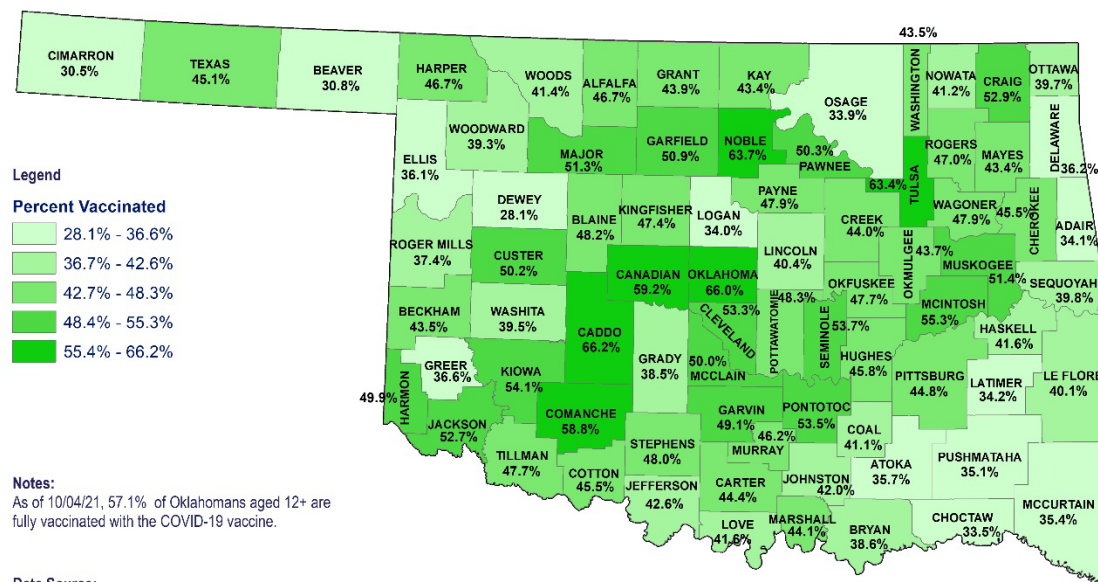 43.5%
CIMARRON
30.5%
TEXAS
45.1%
BEAVER
30.8%
HARPER
46.7%
WOODS
41.4%
ALFALFA
46.7%
GRANT
43.9%
KAY
43.4%
OSAGE
33.9%
WASHINGTON
NOWATA
41.2%
CRAIG
52.9%
OTTAWA
39.7%
DELAWARE
36.2%
ELLIS
36.1%
WOODWARD
39.3%
MAJOR
51.3%
GARFIELD
50.9%
NOBLE
63.7%
50.3%
PAWNEE
63.4%
TULSA
ROGERS
47.0%
MAYES
43.4%
Legend
Percent Vaccinated
28.1% - 36.6%
36.7% - 42.6%
42.7% - 48.3%
48.4% - 55.3%
55.4% - 66.2%
DEWEY
28.1%
BLAINE
48.2%
KINGFISHER
47.4%
LOGAN
34.0%
PAYNE
47.9%
CREEK
44.0%
WAGONER
47.9%
45.5%
CHEROKEE
ADAIR
34.1%
ROGER MILLS
37.4%
CUSTER
50.2%
CANADIAN
59.2%
OKLAHOMA
66.0%
LINCOLN
40.4%
OKFUSKEE
47.7%
OKMULGEE
43.7%
MUSKOGEE
51.4%
SEQUOYAH
39.8%
BECKHAM
43.5%
WASHITA
39.5%
CADDO
66.2%
GRADY
38.5%
53.3%
CLEVELAND
48.3%
POTTAWATOMIE
SEMINOLE
53.7%
MCINTOSH
55.3%
HASKELL
41.6%
GREER
36.6%
KIOWA
54.1%
50.0%
MCCLAIN
HUGHES
45.8%
PITTSBURG
44.8%
LATIMER
34.2%
LE FLORE
40.1%
49.9%
HARMON
JACKSON
52.7%
COMANCHE
58.8%
GARVIN
49.1%
PONTOTOC
53.5%
COAL
41.1%
TILLMAN
47.7%
COTTON
45.5%
STEPHENS
48.0%
46.2%
MURRAY
ATOKA
35.7%
PUSHMATAHA
35.1%
JEFFERSON
42.6%
CARTER
44.4%
JOHNSTON
42.0%
MCCURTAIN
35.4%
LOVE
41.6%
MARSHALL
44.1%
BRYAN
38.6%
CHOCTAW
33.5%
Notes:
As of 10/04/21, 57.1% of Oklahomans aged 12+ are
fully vaccinated with the COVID-19 vaccine.
Data Source: